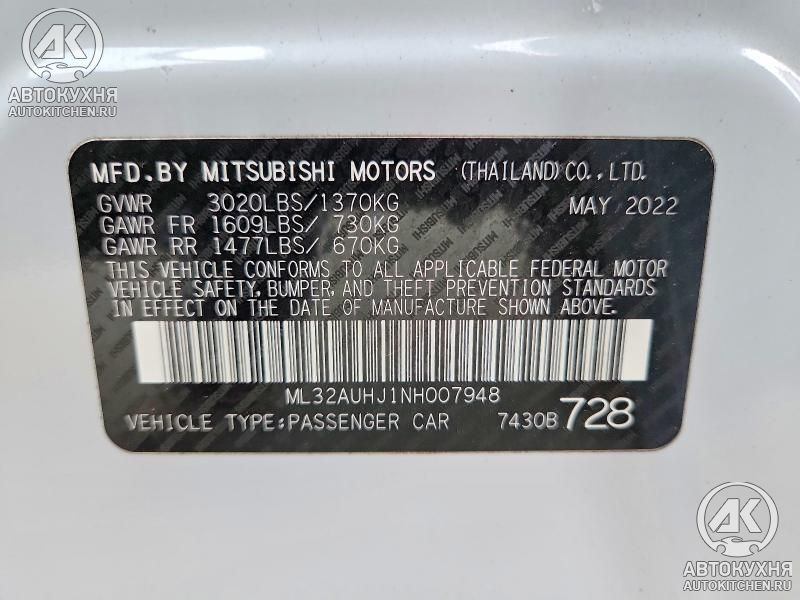 АК
АВТОКУХНЯ
AUTOKITCHEN.RU
MFD.BY MITSUBISHI MOTORS (THAILAND)CO.,LTD.
GVWR 3020LBS/1370KG MAY 2022
GAWR FR 1609LBS/ 730KG
GAWR RR 1477LBS/ 670KG
THIS VEHICLE CONFORMS TO ALL APPLICABLE FEDERAL MOTOR
VEHICLE SAFETY, BUMPER, AND THEFT PREVENTION STANDARDS
IN EFFECT ON THE DATE OF MANUFACTURE SHOWN ABOVE.
ML32AUHJ1NH007948
VEHICLE TYPE:PASSENGER CAR 7430B 728
АК
АВТОКУХНЯ
AUTOKITCHEN.RU